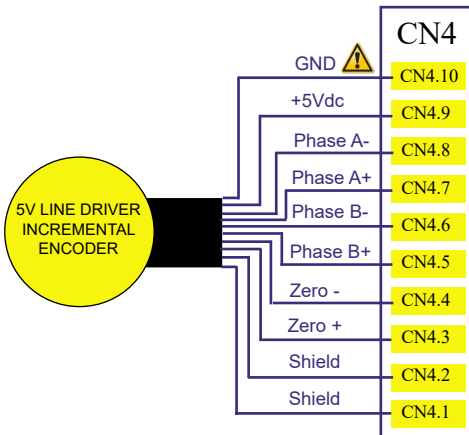 CN4
GND
CN4.10
+5Vdc
CN4.9
Phase A-
CN4.8
Phase A+
CN4.7
Phase B-
CN4.6
Phase B+
CN4.5
Zero -
CN4.4
Zero +
CN4.3
Shield
CN4.2
Shield
CN4.1
5V LINE DRIVER
INCREMENTAL
ENCODER